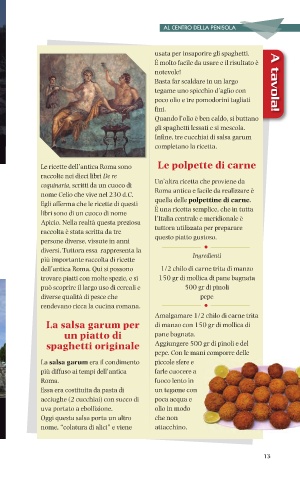 AL CENTRO DELLA PENISOLA
A tavola!
Le ricette dell'antica Roma sono
raccolte nei dieci libri De re
coquinaria, scritti da un cuoco di
nome Celio che vive nel 230 d.C.
Egli afferma che le ricette di questi
libri sono di un cuoco di nome
Apicio. Nella realtà questa preziosa
raccolta è stata scritta da tre
persone diverse, vissute in anni
diversi. Tuttora essa rappresenta la
più importante raccolta di ricette
dell'antica Roma. Qui si possono
trovare piatti con molte spezie, e si
può scoprire il largo uso di cereali e
diverse qualità di pesce che
rendevano ricca la cucina romana.
La salsa garum per
un piatto di
spaghetti originale
La salsa garum era il condimento
più diffuso ai tempi dell'antica
Roma.
Essa era costituita da pasta di
acciughe (2 cucchiai) con succo di
uva portato a ebollizione.
Oggi questa salsa porta un altro
nome, "colatura di alici" e viene
usata per insaporire gli spaghetti.
È molto facile da usare e il risultato è
notevole!
Basta far scaldare in un largo
tegame uno spicchio d'aglio con
poco olio e tre pomodorini tagliati
fini.
Quando l'olio è ben caldo, si buttano
gli spaghetti lessati e si mescola.
Infine, tre cucchiai di salsa garum
completano la ricetta.
Le polpette di carne
Un'altra ricetta che proviene da
Roma antica e facile da realizzare è
quella delle polpettine di carne.
È una ricetta semplice, che in tutta
l'Italia centrale e meridionale è
tuttora utilizzata per preparare
questo piatto gustoso.
Ingredienti
1/2 chilo di carne trita di manzo
150 gr di mollica di pane bagnata
500 gr di pinoli
pepe
Amalgamare 1/2 chilo di carne trita
di manzo con 150 gr di mollica di
pane bagnata.
Aggiungere 500 gr di pinoli e del
pepe. Con le mani comporre delle
piccole sfere e
farle cuocere a
fuoco lento in
un tegame con
poca acqua e
olio in modo
che non
attacchino.
13